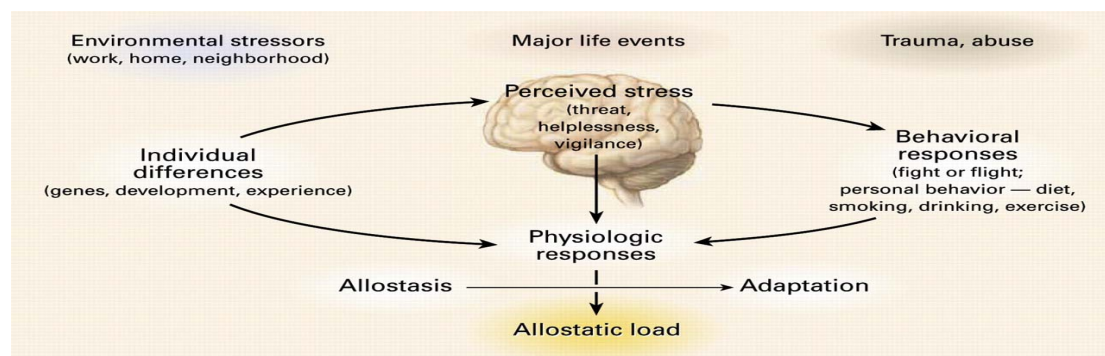 Environmental stressors
(work, home, neighborhood)
Major life events
Trauma, abuse
Perceived stress
(threat,
helplessness,
vigilance)
Individual
differences
(genes, development, experience)
Behavioral
responses
(fight or flight;
personal behavior — diet,
smoking, drinking, exercise)
Physiologic
responses
Allostasis
Adaptation
Allostatic load